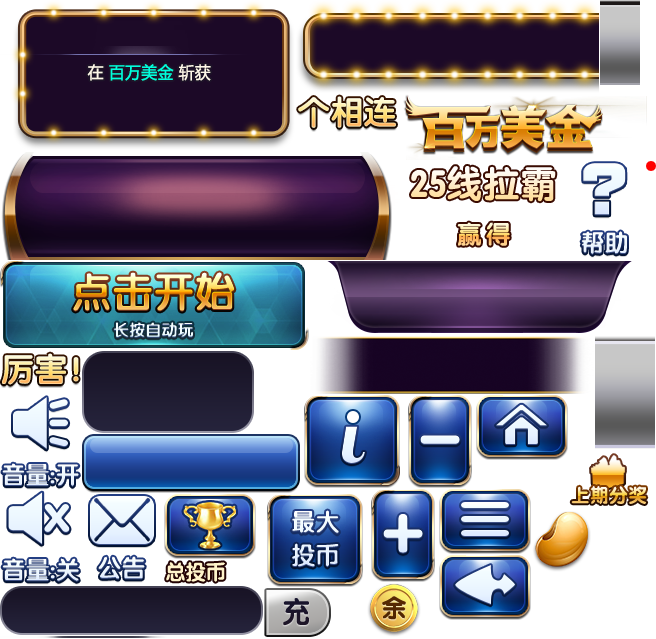 在 百万美金 斩获
个相连
百万美金
25线拉霸
赢得
帮助
点击开始
长按自动玩
厉害!
音量:开
上期分奖
音量:关
公告
总投币
最大
投币
充
余